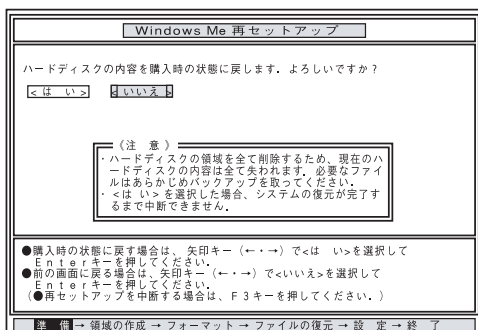 Windows Me 再セットアップ
ハードディスクの内容を購入時の状態に戻します．よろしいですか？
<は い> <いいえ>
《注 意》
・ハードディスクの領域を全て削除するため、現在のハ
ードディスクの内容は全て失われます．必要なファイ
ルはあらかじめバックアップを取ってください．
・<は い>を選択した場合、システムの復元が完了す
るまで中断できません．
●購入時の状態に戻す場合は、矢印キー（←・→）で<は い>を選択して
Ｅｎｔｅｒキーを押してください．
●前の画面に戻る場合は、矢印キー（←・→）で<いいえ>を選択して
Ｅｎｔｅｒキーを押してください．
（●再セットアップを中断する場合は、Ｆ３キーを押してください．）
準 備→領域の作成→フォーマット→ファイルの復元→設 定→終 了